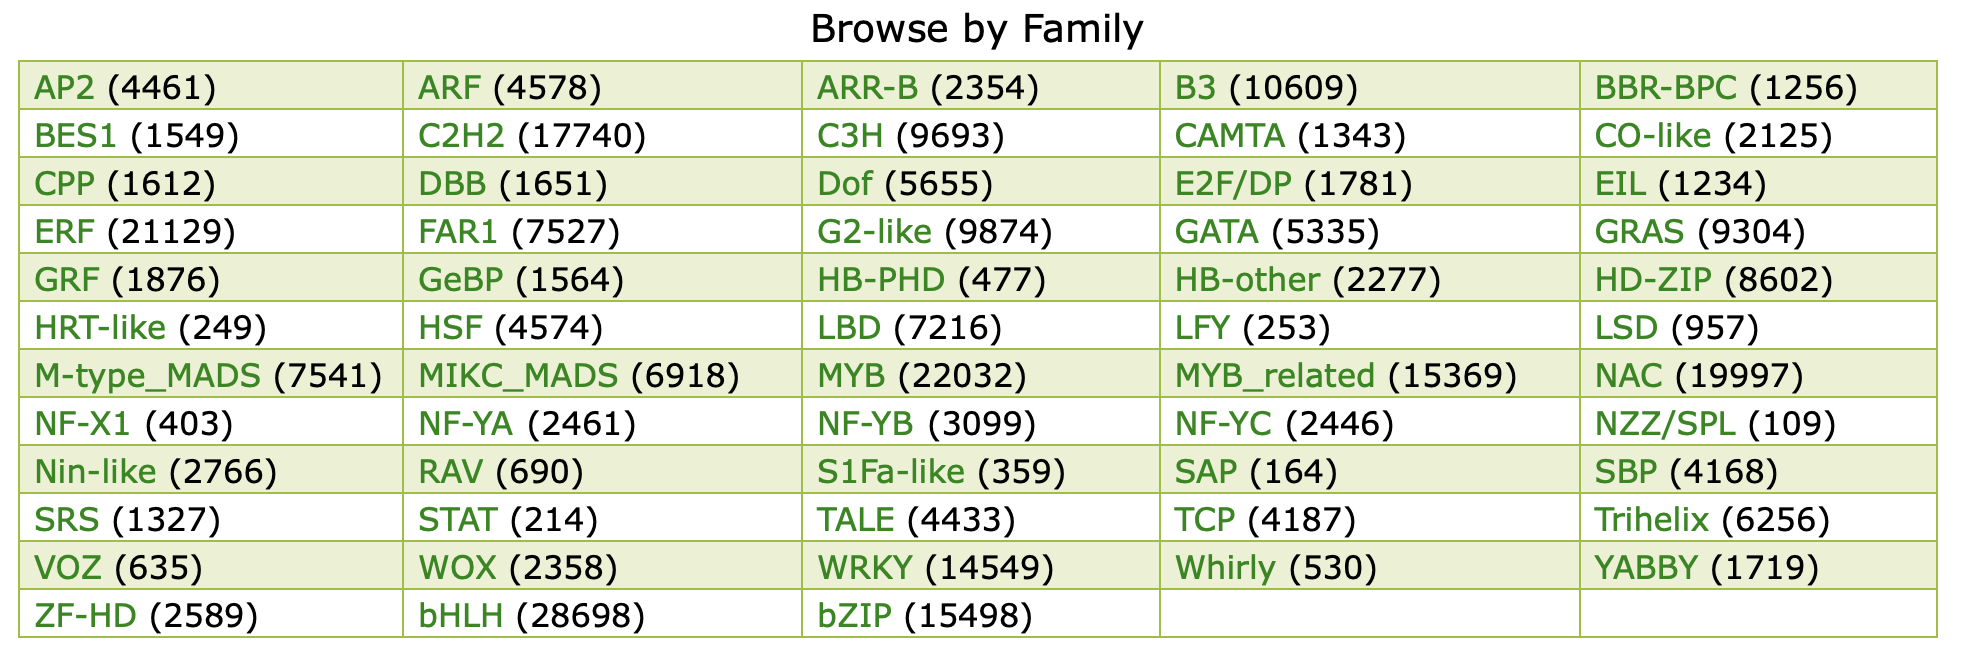 Browse by Family
AP2 (4461) ARF (4578) ARR-B (2354) B3 (10609) BBR-BPC (1256)
BES1 (1549) C2H2 (17740) C3H (9693) CAMTA (1343) CO-like (2125)
CPP (1612) DBB (1651) Dof (5655) E2F/DP (1781) EIL (1234)
ERF (21129) FAR1 (7527) G2-like (9874) GATA (5335) GRAS (9304)
GRF (1876) GeBP (1564) HB-PHD (477) HB-other (2277) HD-ZIP (8602)
HRT-like (249) HSF (4574) LBD (7216) LFY (253) LSD (957)
M-type_MADS (7541) MIKC_MADS (6918) MYB (22032) MYB_related (15369) NAC (19997)
NF-X1 (403) NF-YA (2461) NF-YB (3099) NF-YC (2446) NZZ/SPL (109)
Nin-like (2766) RAV (690) S1Fa-like (359) SAP (164) SBP (4168)
SRS (1327) STAT (214) TALE (4433) TCP (4187) Trihelix (6256)
VOZ (635) WOX (2358) WRKY (14549) Whirly (530) YABBY (1719)
ZF-HD (2589) bHLH (28698) bZIP (15498)